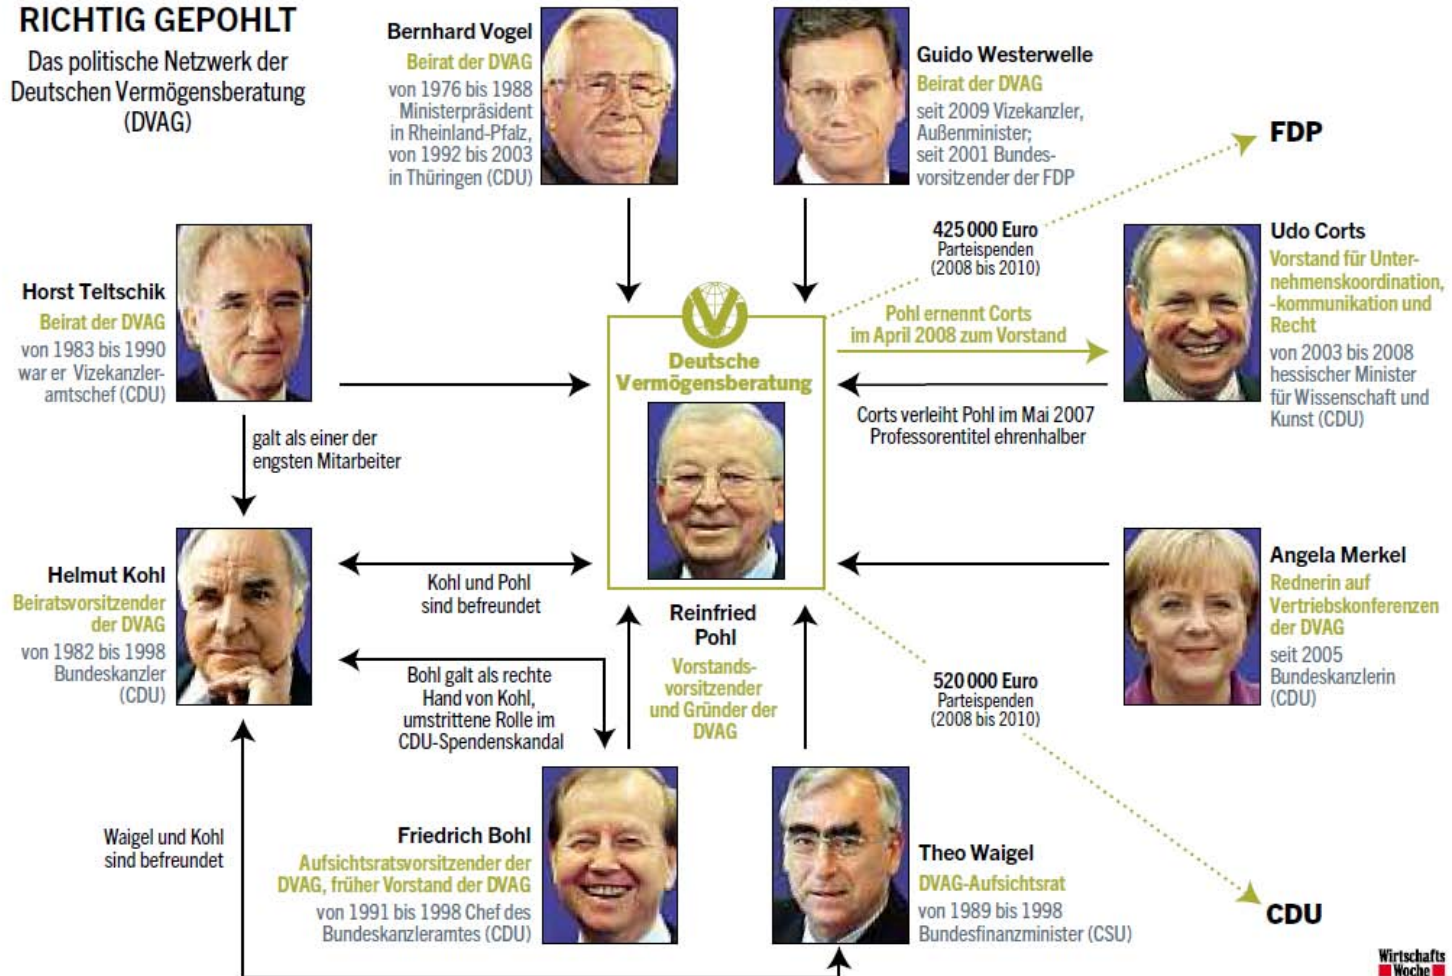 RICHTIG GEPOHLT
Das politische Netzwerk der
Deutschen Vermögensberatung
(DVAG)
Bernhard Vogel
Beirat der DVAG
von 1976 bis 1988
Ministerpräsident
in Rheinland-Pfalz,
von 1992 bis 2003
in Thüringen (CDU)
Guido Westerwelle
Beirat der DVAG
seit 2009 Vizekanzler,
Außenminister;
seit 2001 Bundes-
vorsitzender der FDP
FDP
425 000 Euro
Parteispenden
(2008 bis 2010)
Horst Teltschik
Beirat der DVAG
von 1983 bis 1990
war er Vizekanzler-
amtschef (CDU)
Udo Corts
Vorstand für Unter-
nehmenskoordination,
-kommunikation und
Recht
von 2003 bis 2008
hessischer Minister
für Wissenschaft und
Kunst (CDU)
Pohl ernennt Corts
im April 2008 zum Vorstand
Corts verleiht Pohl im Mai 2007
Professorentitel ehrenhalber
V
Deutsche
Vermögensberatung
galt als einer der
engsten Mitarbeiter
Helmut Kohl
Beiratsvorsitzender
der DVAG
von 1982 bis 1998
Bundeskanzler
(CDU)
Kohl und Pohl
sind befreundet
Reinfried
Pohl
Vorstands-
vorsitzender
und Gründer der
DVAG
Angela Merkel
Rednerin auf
Vertriebskonferenzen
der DVAG
seit 2005
Bundeskanzlerin
(CDU)
Bohl galt als rechte
Hand von Kohl,
umstrittene Rolle im
CDU-Spendenskandal
520 000 Euro
Parteispenden
(2008 bis 2010)
Waigel und Kohl
sind befreundet
Friedrich Bohl
Aufsichtsratsvorsitzender der
DVAG, früher Vorstand der DVAG
von 1991 bis 1998 Chef des
Bundeskanzleramtes (CDU)
Theo Waigel
DVAG-Aufsichtsrat
von 1989 bis 1998
Bundesfinanzminister (CSU)
CDU
Wirtschafts
Woche